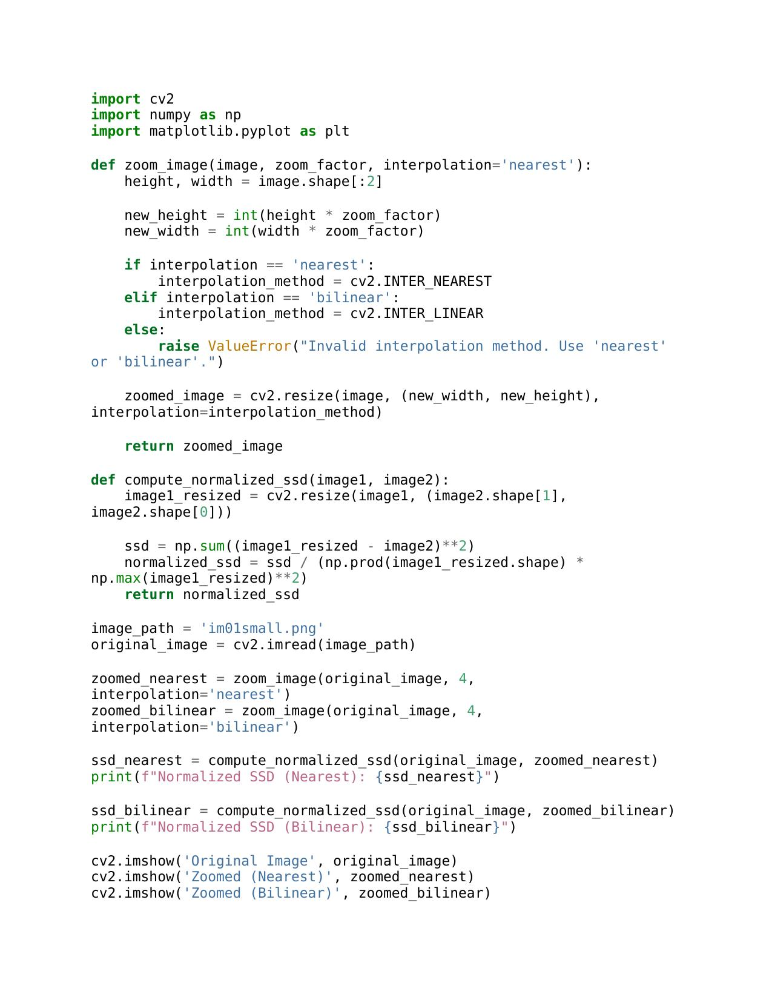 import cv2
import numpy as np
import matplotlib.pyplot as plt

def zoom_image(image, zoom_factor, interpolation='nearest'):
    height, width = image.shape[:2]

    new_height = int(height * zoom_factor)
    new_width = int(width * zoom_factor)

    if interpolation == 'nearest':
        interpolation_method = cv2.INTER_NEAREST
    elif interpolation == 'bilinear':
        interpolation_method = cv2.INTER_LINEAR
    else:
        raise ValueError("Invalid interpolation method. Use 'nearest'
or 'bilinear'.")

    zoomed_image = cv2.resize(image, (new_width, new_height),
interpolation=interpolation_method)

    return zoomed_image

def compute_normalized_ssd(image1, image2):
    image1_resized = cv2.resize(image1, (image2.shape[1],
image2.shape[0]))

    ssd = np.sum((image1_resized - image2)**2)
    normalized_ssd = ssd / (np.prod(image1_resized.shape) *
np.max(image1_resized)**2)
    return normalized_ssd

image_path = 'im01small.png'
original_image = cv2.imread(image_path)

zoomed_nearest = zoom_image(original_image, 4,
interpolation='nearest')
zoomed_bilinear = zoom_image(original_image, 4,
interpolation='bilinear')

ssd_nearest = compute_normalized_ssd(original_image, zoomed_nearest)
print(f"Normalized SSD (Nearest): {ssd_nearest}")

ssd_bilinear = compute_normalized_ssd(original_image, zoomed_bilinear)
print(f"Normalized SSD (Bilinear): {ssd_bilinear}")

cv2.imshow('Original Image', original_image)
cv2.imshow('Zoomed (Nearest)', zoomed_nearest)
cv2.imshow('Zoomed (Bilinear)', zoomed_bilinear)